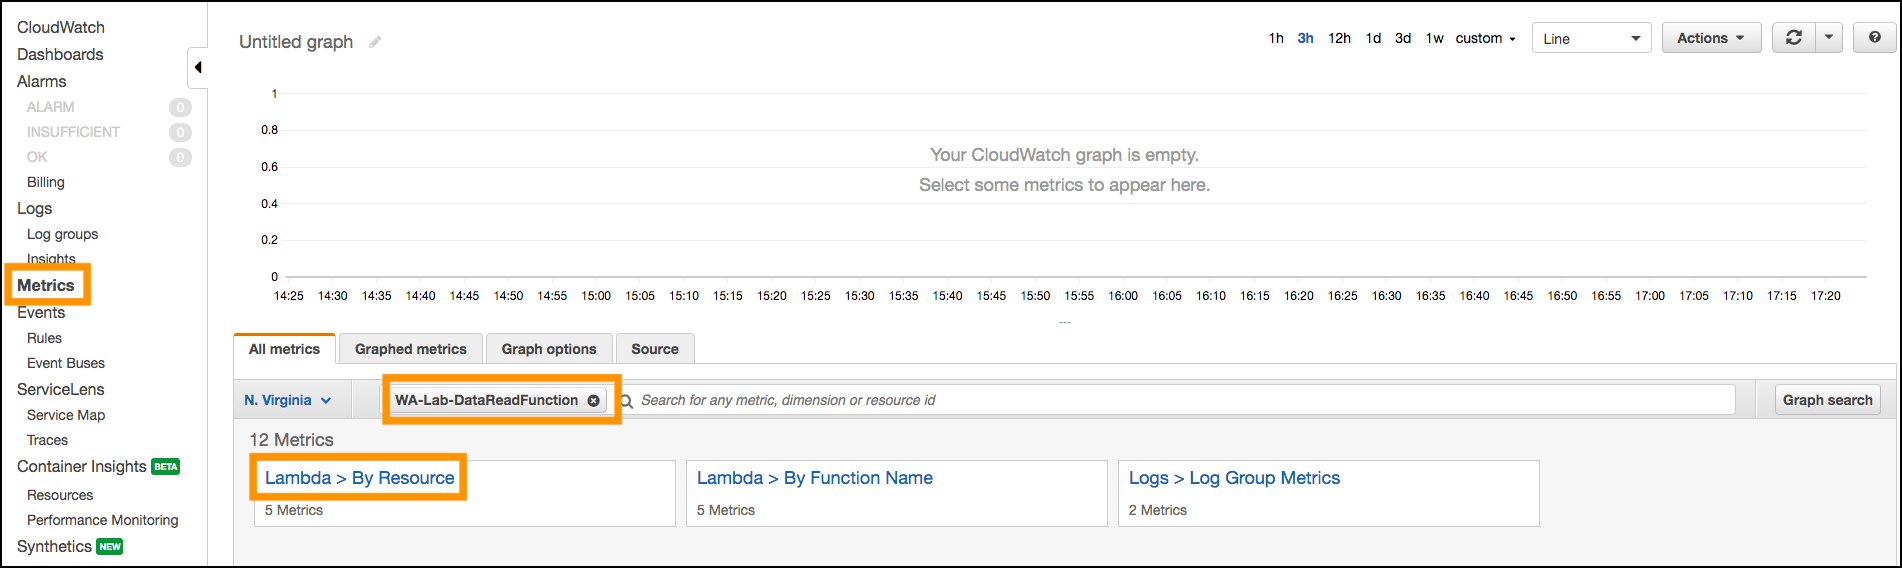 CloudWatch
Dashboards
Alarms
ALARM 0
INSUFFICIENT 0
OK 0
Billing
Logs
Log groups
Insights
Metrics
Events
Rules
Event Buses
ServiceLens
Service Map
Traces
Container Insights BETA
Resources
Performance Monitoring
Synthetics NEW
Untitled graph
1h 3h 12h 1d 3d 1w custom Line Actions ?
1
0.8
0.6
0.4
0.2
0
Your CloudWatch graph is empty.
Select some metrics to appear here.
14:25 14:30 14:35 14:40 14:45 14:50 14:55 15:00 15:05 15:10 15:15 15:20 15:25 15:30 15:35 15:40 15:45 15:50 15:55 16:00 16:05 16:10 16:15 16:20 16:25 16:30 16:35 16:40 16:45 16:50 16:55 17:00 17:05 17:10 17:15 17:20
All metrics Graphed metrics Graph options Source
N. Virginia WA-Lab-DataReadFunction Search for any metric, dimension or resource id Graph search
12 Metrics
Lambda > By Resource
5 Metrics
Lambda > By Function Name
5 Metrics
Logs > Log Group Metrics
2 Metrics